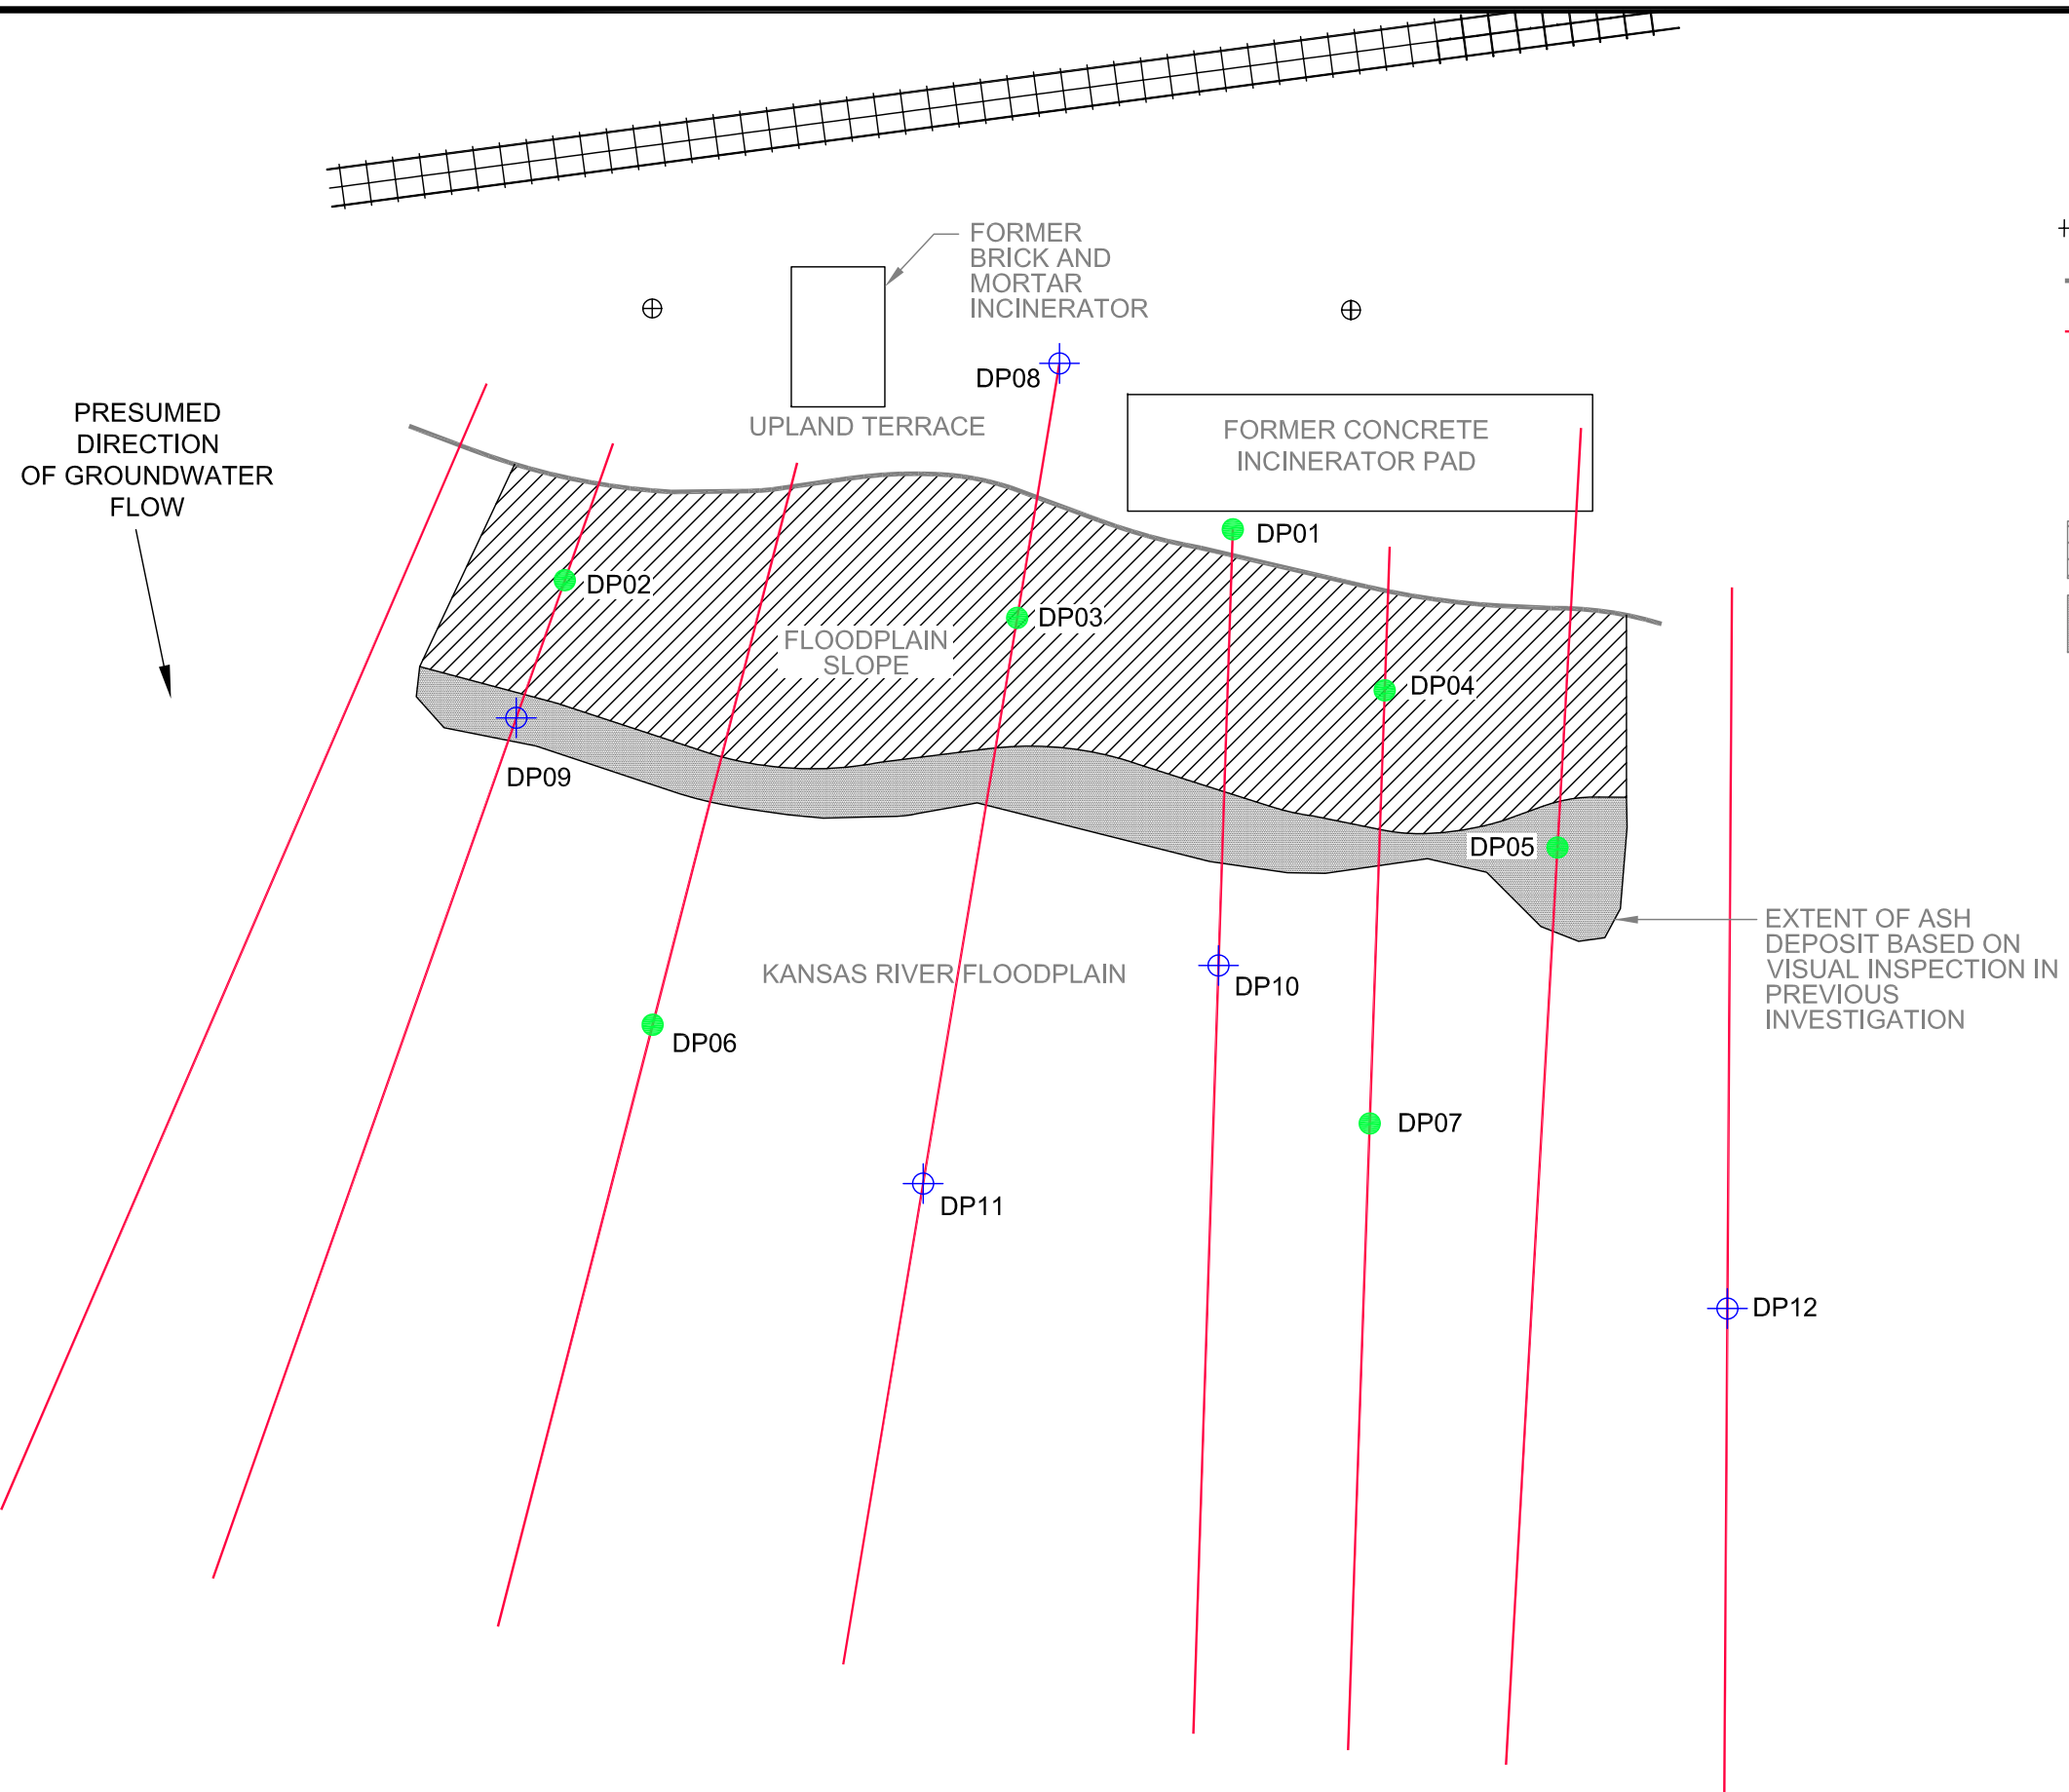 FORMER
BRICK AND
MORTAR
INCINERATOR
DP08
PRESUMED
DIRECTION
OF GROUNDWATER
FLOW
UPLAND TERRACE
FORMER CONCRETE
INCINERATOR PAD
DP01
DP02
DP03
FLOODPLAIN
SLOPE
DP04
DP09
DP05
EXTENT OF ASH
DEPOSIT BASED ON
VISUAL INSPECTION IN
PREVIOUS
INVESTIGATION
KANSAS RIVER FLOODPLAIN
DP10
DP06
DP07
DP11
DP12